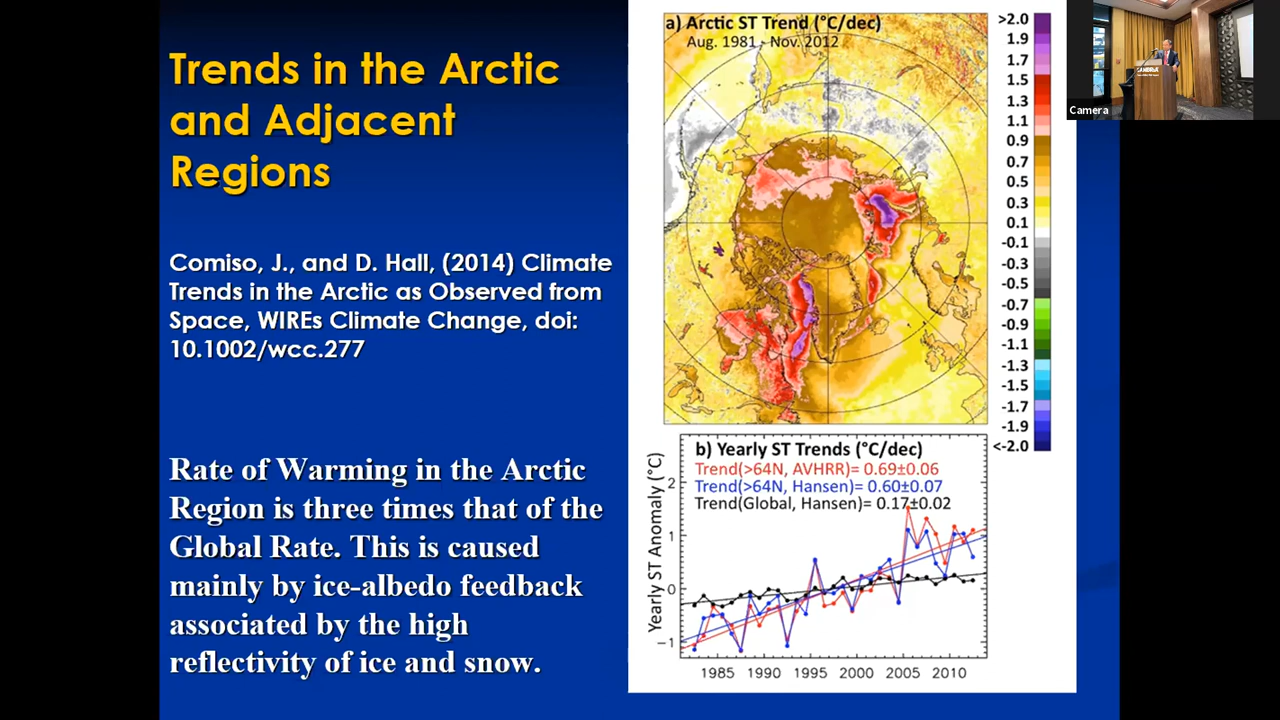 Trends in the Arctic
and Adjacent
Regions
Comiso, J., and D. Hall, (2014) Climate
Trends in the Arctic as Observed from
Space, WIREs Climate Change, doi:
10.1002/wcc.277
Rate of Warming in the Arctic
Region is three times that of the
Global Rate. This is caused
mainly by ice-albedo feedback
associated by the high
reflectivity of ice and snow.
a) Arctic ST Trend (°C/dec)
Aug. 1981 - Nov. 2012
>2.0
1.9
1.7
1.5
1.3
1.1
0.9
0.7
0.5
0.3
0.1
-0.1
-0.3
-0.5
-0.7
-0.9
-1.1
-1.3
-1.5
-1.7
-1.9
<-2.0
b) Yearly ST Trends (°C/dec)
Trend(>64N, AVHRR)= 0.69±0.06
Trend(>64N, Hansen)= 0.60±0.07
Trend(Global, Hansen)= 0.17±0.02
Yearly ST Anomaly (°C)
2
1
0
-1
1985 1990 1995 2000 2005 2010
Camera